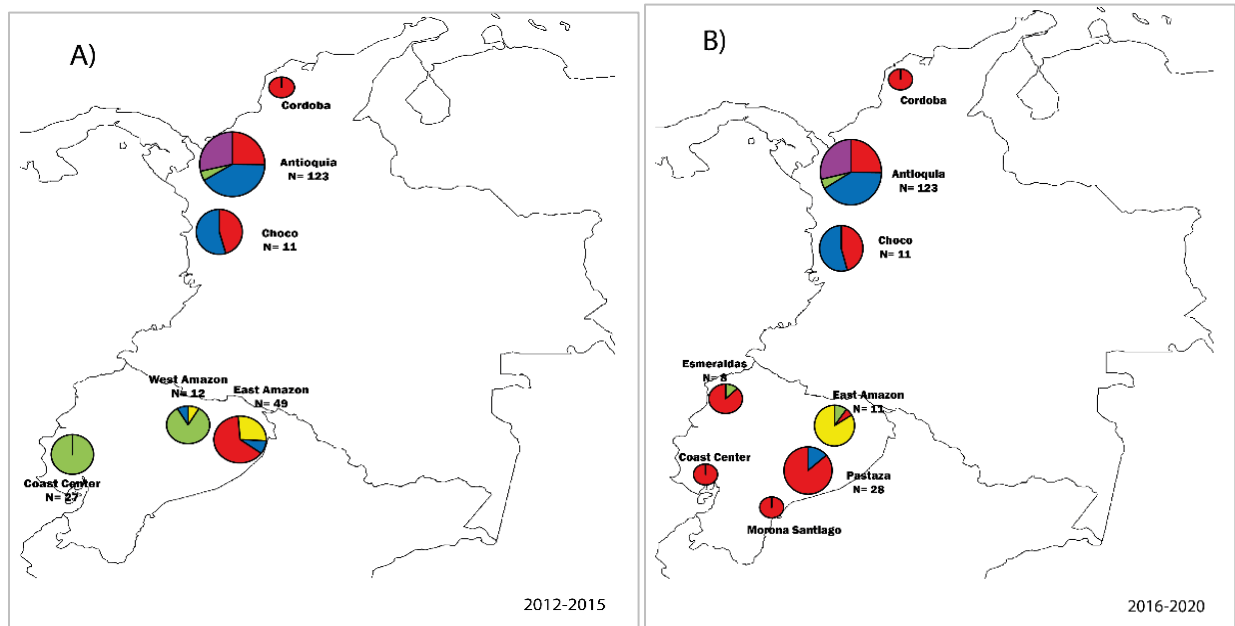 A)
Cordoba
Antioquia
N= 123
Choco
N= 11
West Amazon
N= 12
East Amazon
N= 49
Coast Center
N= 27
2012-2015
B)
Cordoba
Antioquia
N= 123
Choco
N= 11
Esmeraldas
N= 8
East Amazon
N= 11
Coast Center
Pastaza
N= 28
Morona Santiago
2016-2020